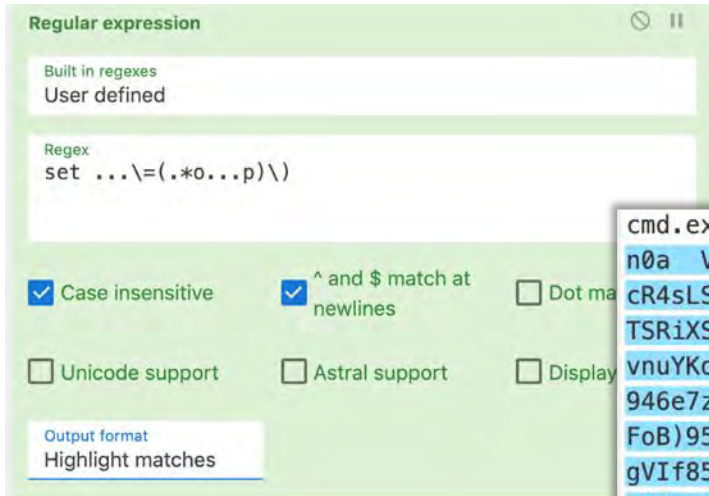 Regular expression
Built in regexes
User defined
Regex
set ...\=(.*o...p)\)
Case insensitive
^ and $ match at
newlines
Dot ma
Unicode support
Astral support
Display
Output format
Highlight matches
cmd.ex
n0a V
cR4sLS
TSRiXS
vnuYKo
946e7z
FoB)95
gVIf85